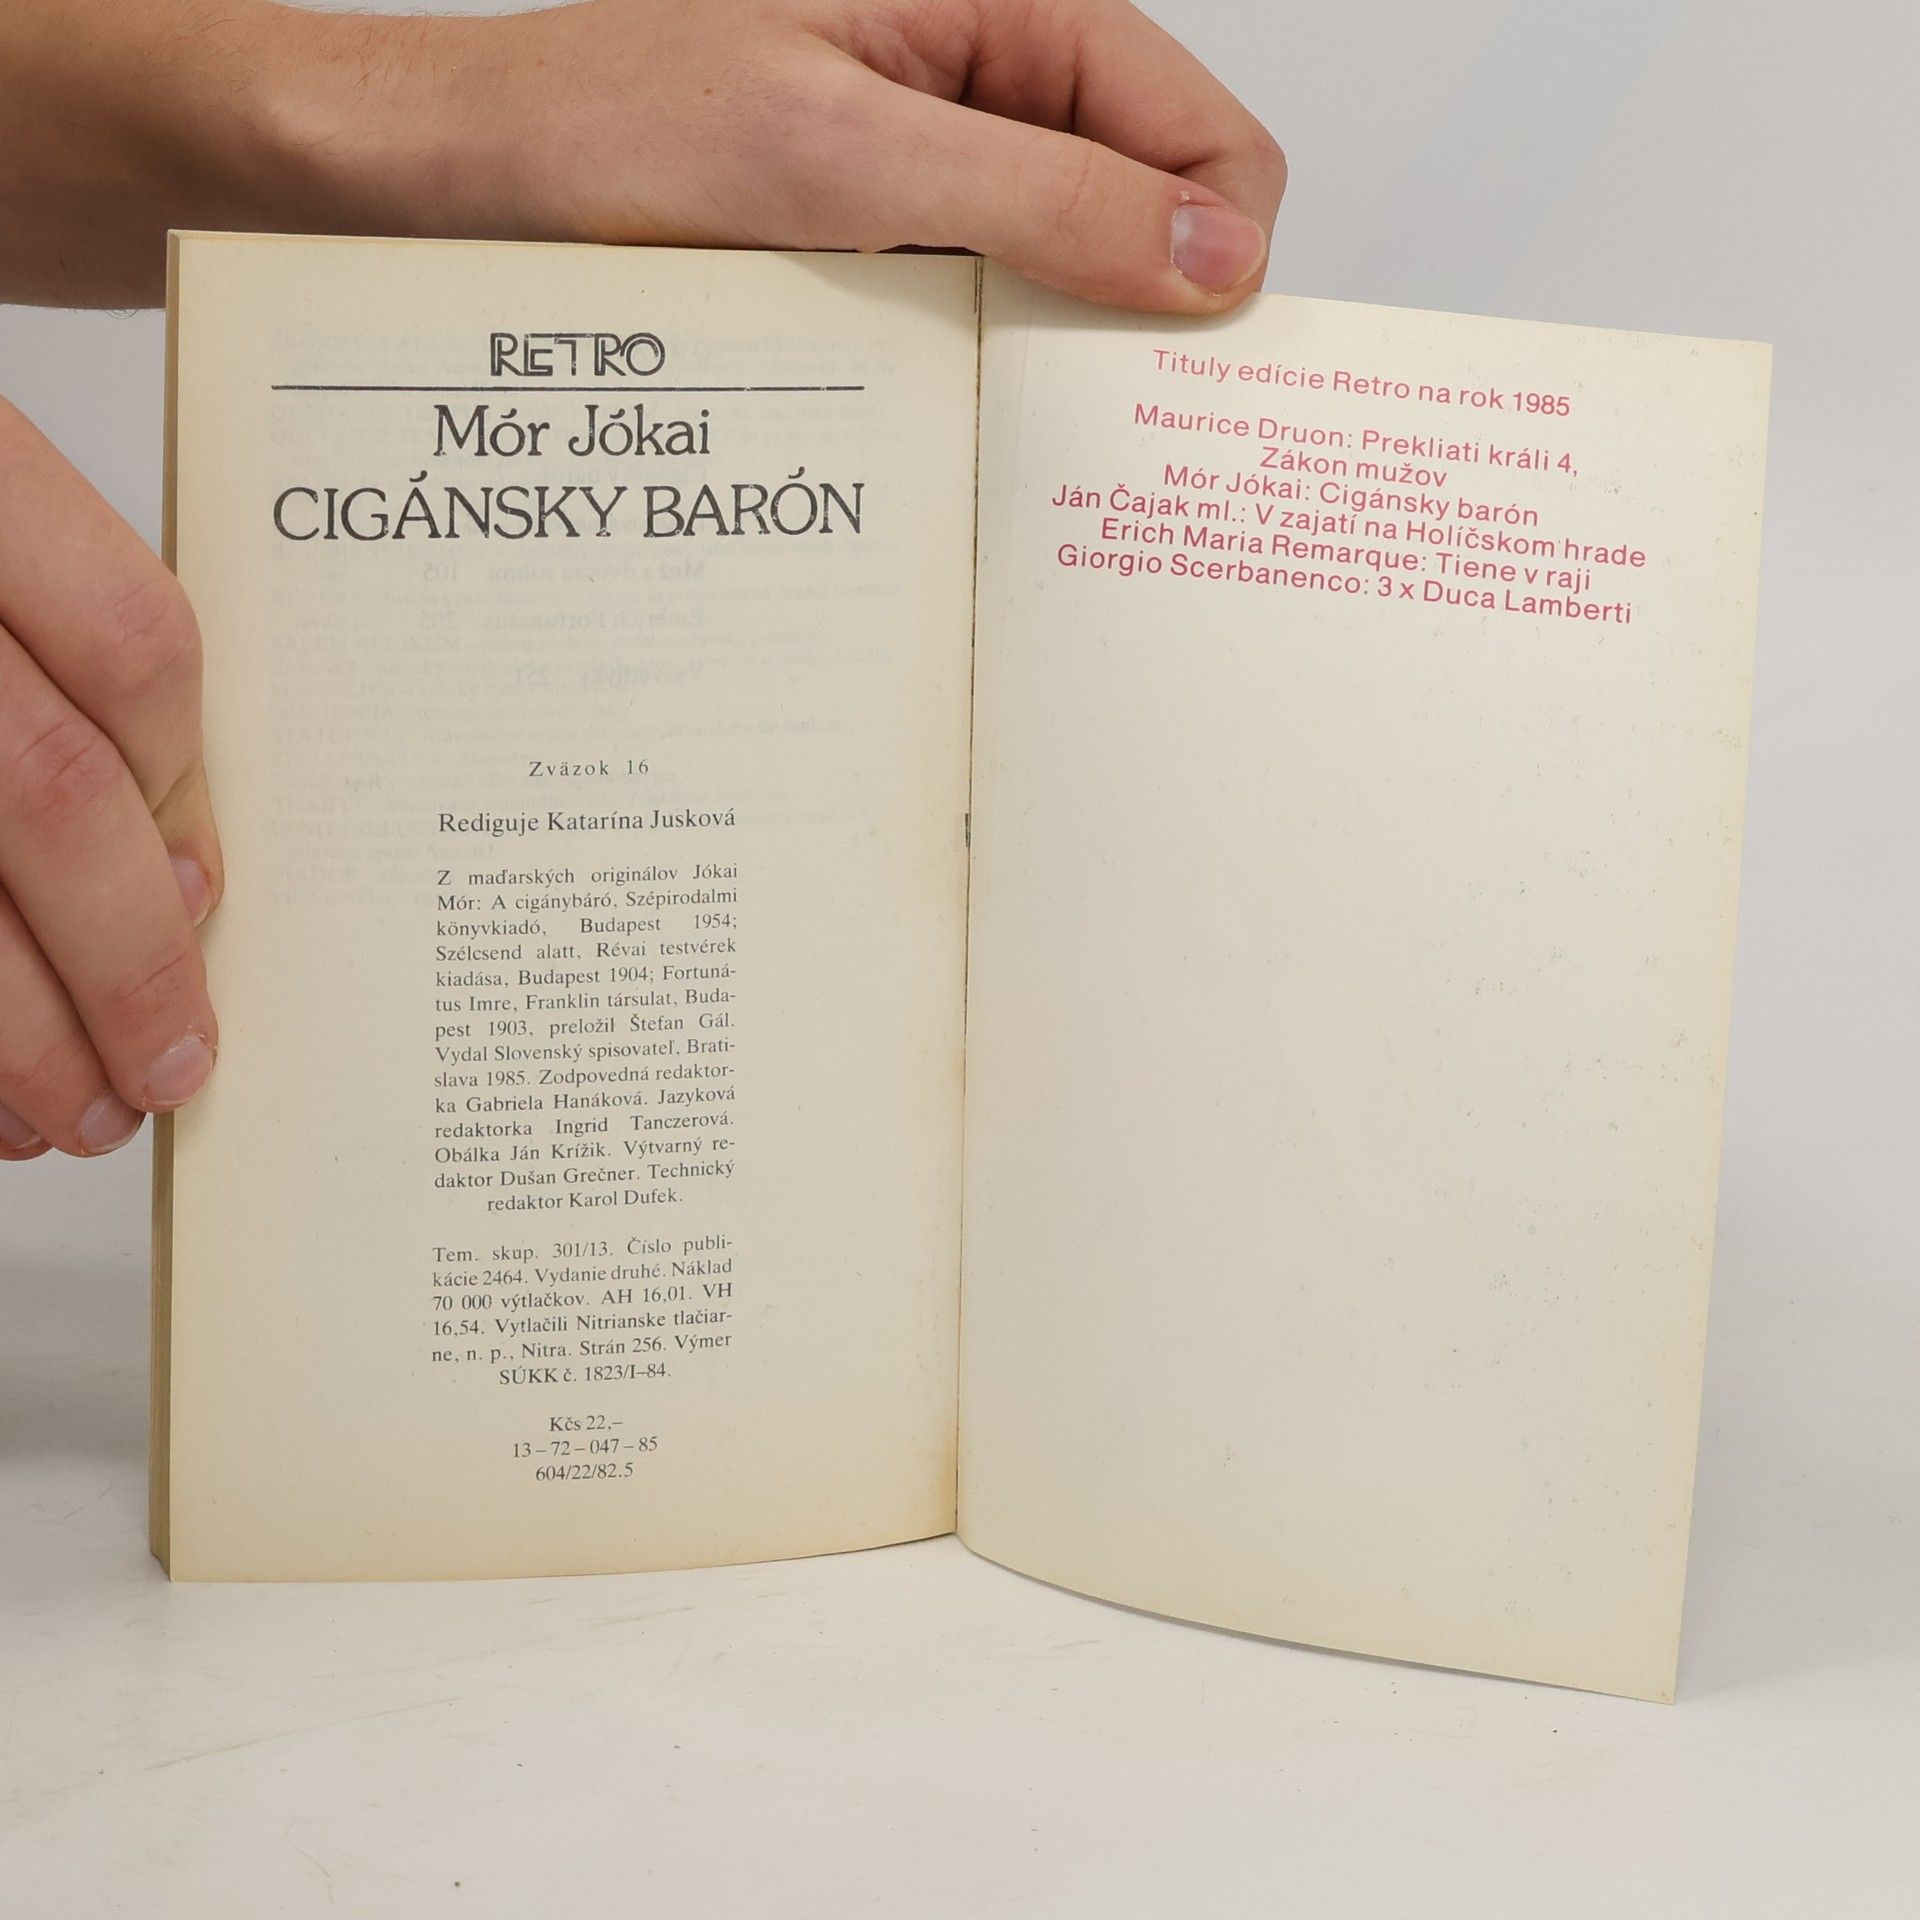 RETRO
Mór Jókai
CIGÁNSKY BARÓN
Zväzok 16
Rediguje Katarína Jusková
Z maďarských originálov Jókai
Mór: A cigánybáró, Szépirodalmi
könyvkiadó, Budapest 1954;
Szélcsend alatt, Révai testvérek
kiadása, Budapest 1904; Fortuná-
tus Imre, Franklin társulat, Buda-
pest 1903, preložil Štefan Gál.
Vydal Slovenský spisovateľ, Brati-
slava 1985. Zodpovedná redaktor-
ka Gabriela Hanáková. Jazyková
redaktorka Ingrid Tanczerová.
Obálka Ján Krížik. Výtvarný re-
daktor Dušan Grečner. Technický
redaktor Karol Dufek.
Tem. skup. 301/13. Číslo publi-
kácie 2464. Vydanie druhé. Náklad
70 000 výtlačkov. AH 16,01. VH
16,54. Vytlačili Nitrianske tlačiar-
ne, n. p., Nitra. Strán 256. Výmer
SÚKK č. 1823/I–84.
Kčs 22,–
13 – 72 – 047 – 85
604/22/82.5
Tituly edície Retro na rok 1985
Maurice Druon: Prekliati králi 4,
Zákon mužov
Mór Jókai: Cigánsky barón
Ján Čajak ml.: V zajatí na Holíčskom hrade
Erich Maria Remarque: Tiene v raji
Giorgio Scerbanenco: 3 x Duca Lamberti